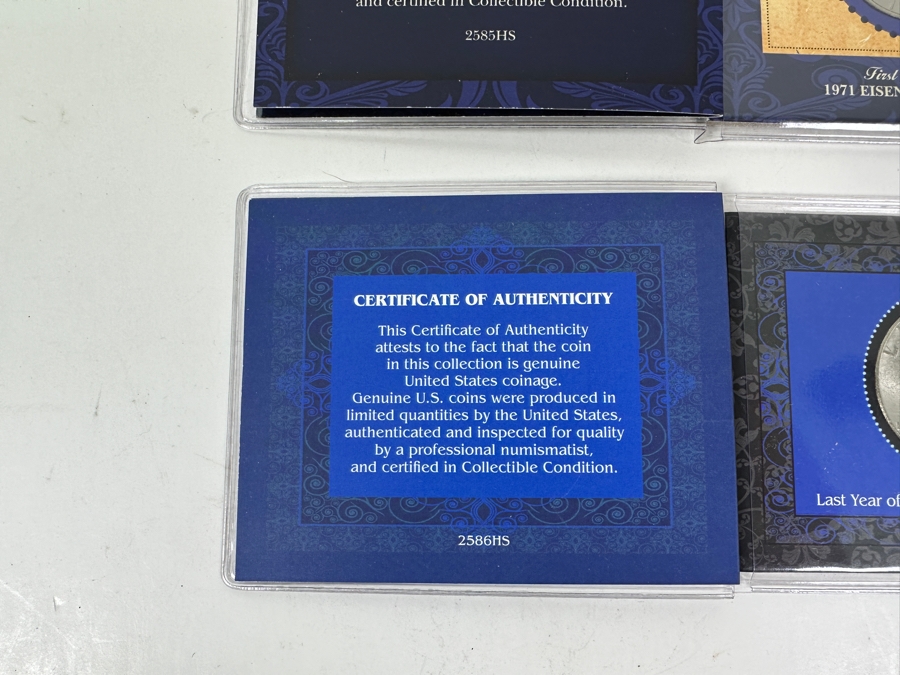 and certified in Collectible Condition.
2585HS
First
1971 EISEN
CERTIFICATE OF AUTHENTICITY
This Certificate of Authenticity
attests to the fact that the coin
in this collection is genuine
United States coinage.
Genuine U.S. coins were produced in
limited quantities by the United States,
authenticated and inspected for quality
by a professional numismatist,
and certified in Collectible Condition.
2586HS
Last Year of